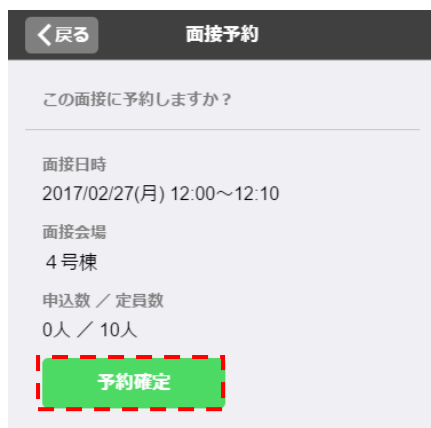 戻る
面接予約
この面接に予約しますか？
面接日時
2017/02/27(月) 12:00～12:10
面接会場
４号棟
申込数 ／ 定員数
0人 ／ 10人
予約確定